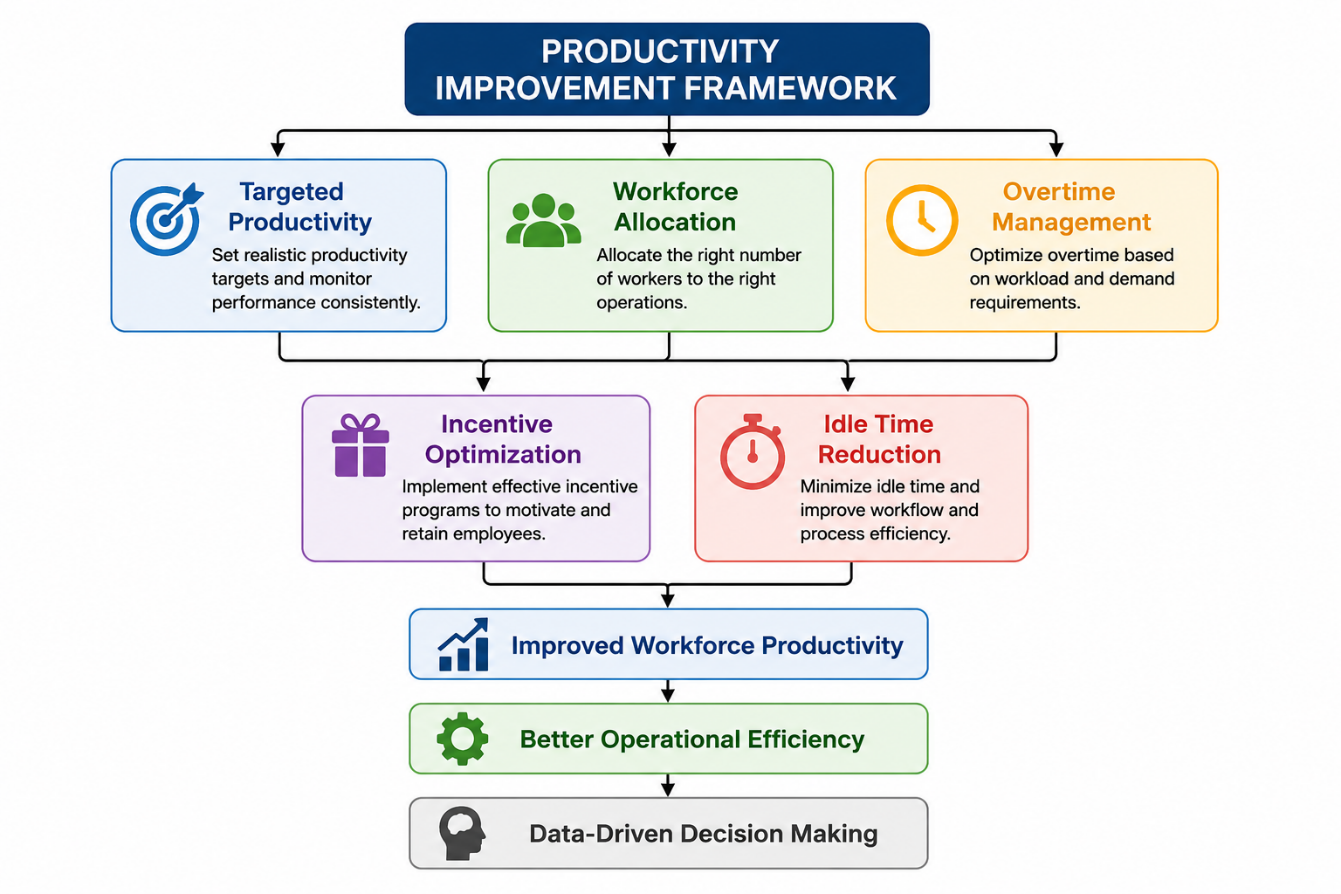 PRODUCTIVITY
IMPROVEMENT FRAMEWORK
Targeted
Productivity
Set realistic productivity
targets and monitor
performance consistently.
Workforce
Allocation
Allocate the right number
of workers to the right
operations.
Overtime
Management
Optimize overtime based
on workload and demand
requirements.
Incentive
Optimization
Implement effective incentive
programs to motivate and
retain employees.
Idle Time
Reduction
Minimize idle time and
improve workflow and
process efficiency.
Improved Workforce Productivity
Better Operational Efficiency
Data-Driven Decision Making